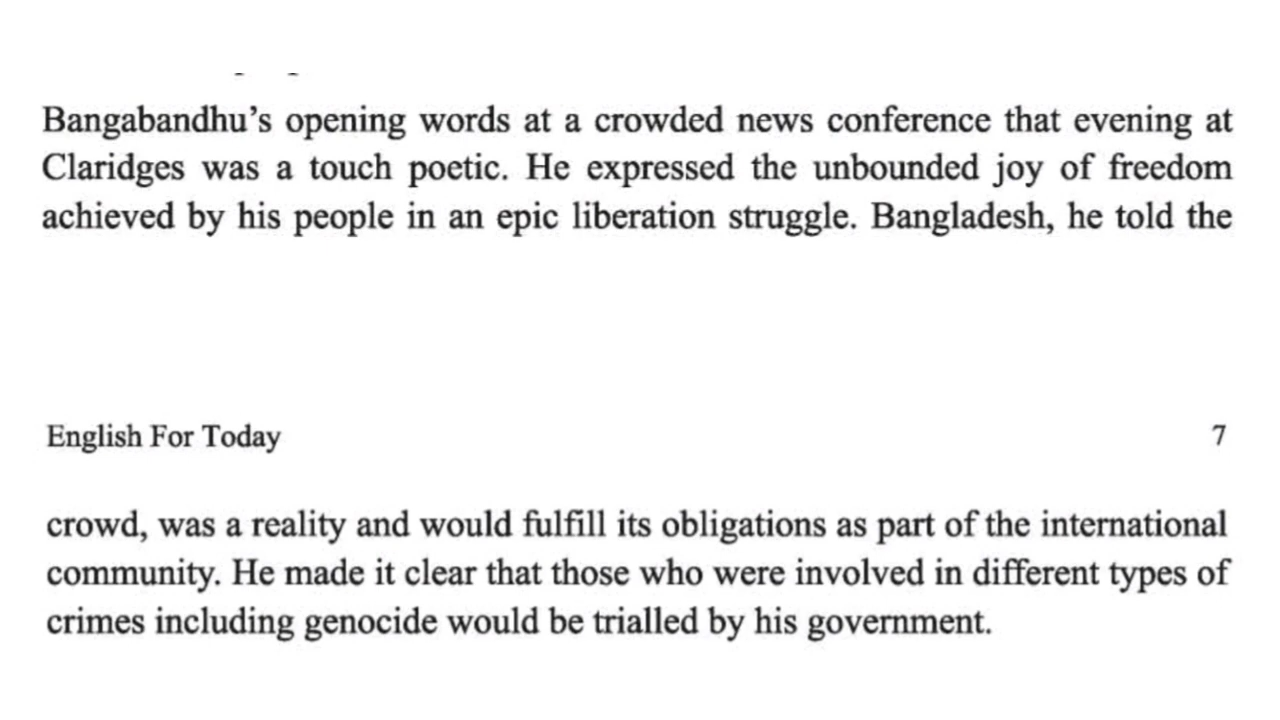 Bangabandhu’s opening words at a crowded news conference that evening at
Claridges was a touch poetic. He expressed the unbounded joy of freedom
achieved by his people in an epic liberation struggle. Bangladesh, he told the
English For Today 7
crowd, was a reality and would fulfill its obligations as part of the international
community. He made it clear that those who were involved in different types of
crimes including genocide would be trialled by his government.